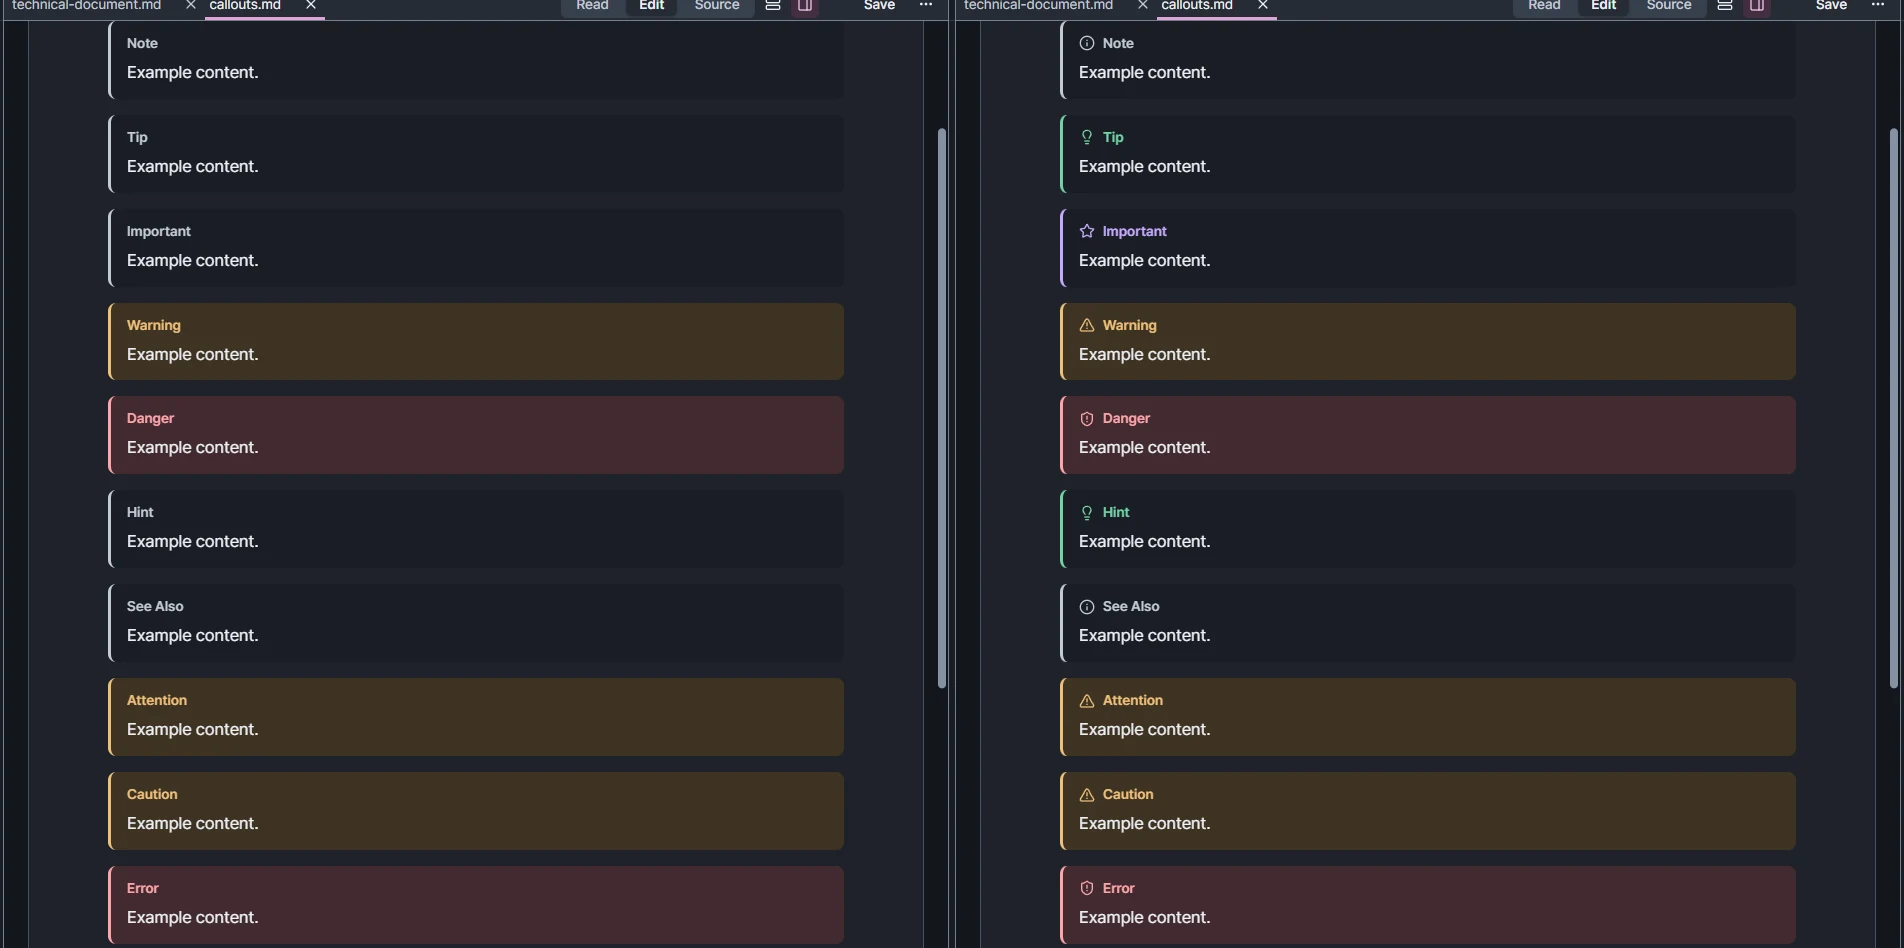 technical-document.md
callouts.md
Read
Edit
Source
Save
Note
Example content.
Tip
Example content.
Important
Example content.
Warning
Example content.
Danger
Example content.
Hint
Example content.
See Also
Example content.
Attention
Example content.
Caution
Example content.
Error
Example content.
technical-document.md
callouts.md
Read
Edit
Source
Save
Note
Example content.
Tip
Example content.
Important
Example content.
Warning
Example content.
Danger
Example content.
Hint
Example content.
See Also
Example content.
Attention
Example content.
Caution
Example content.
Error
Example content.